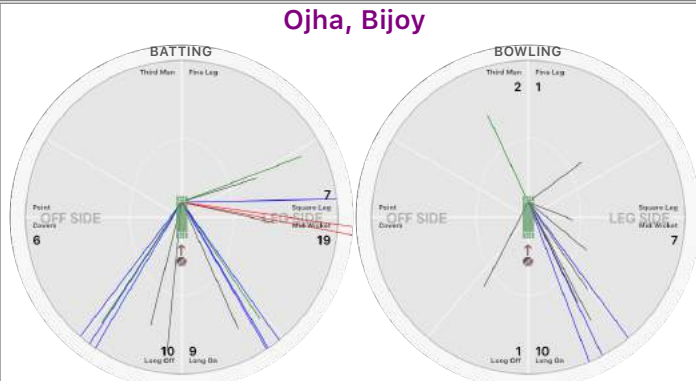 Ojha, Bijoy
BATTING
BOWLING
Third Man Fine Leg
Third Man Fine Leg
2 1
7
Point Square Leg
OFF SIDE LEG SIDE
Covers Mid Wicket
6 19
Point Square Leg
OFF SIDE LEG SIDE
Covers Mid Wicket
7
10 9
Long Off Long On
1 10
Long Off Long On